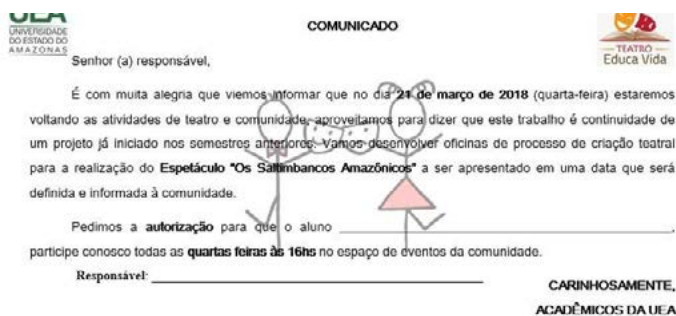 UEA
UNIVERSIDADE
DO ESTADO DO
AMAZONAS
COMUNICADO
TEATRO
Educa Vida
Senhor (a) responsável,
É com muita alegria que viemos informar que no dia 21 de março de 2018 (quarta-feira) estaremos
voltando as atividades de teatro e comunidade, aproveitamos para dizer que este trabalho é continuidade de
um projeto já iniciado nos semestres anteriores. Vamos desenvolver oficinas de processo de criação teatral
para a realização do Espetáculo "Os Saltimbancos Amazônicos" a ser apresentado em uma data que será
definida e informada à comunidade.
Pedimos a autorização para que o aluno ,
participe conosco todas as quartas feiras às 16hs no espaço de eventos da comunidade.
Responsável:
CARINHOSAMENTE,
ACADÊMICOS DA UEA